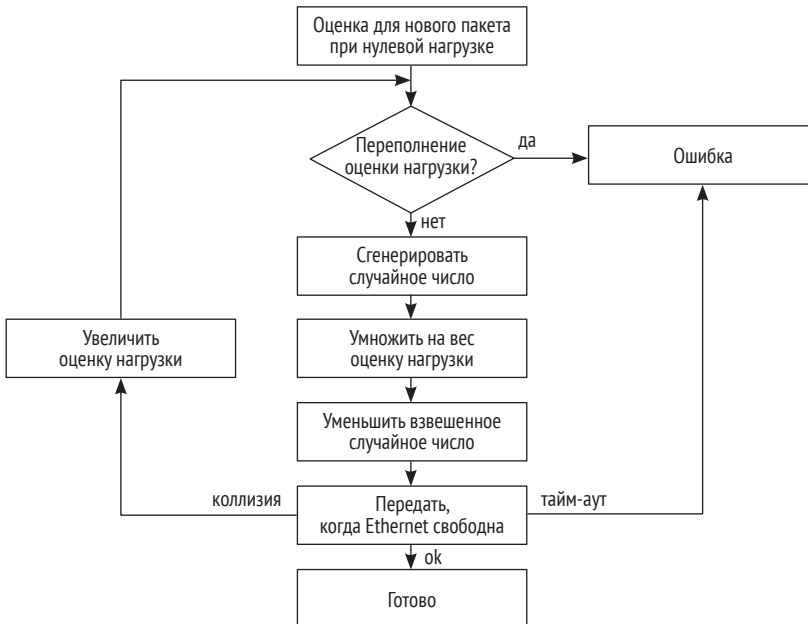 Оценка для нового пакета
при нулевой нагрузке
Переполнение
оценки нагрузки?
да
Ошибка
нет
Сгенерировать
случайное число
Увеличить
оценку нагрузки
Умножить на вес
оценку нагрузки
Уменьшить взвешенное
случайное число
коллизия
Передать,
когда Ethernet свободна
тайм-аут
ok
Готово